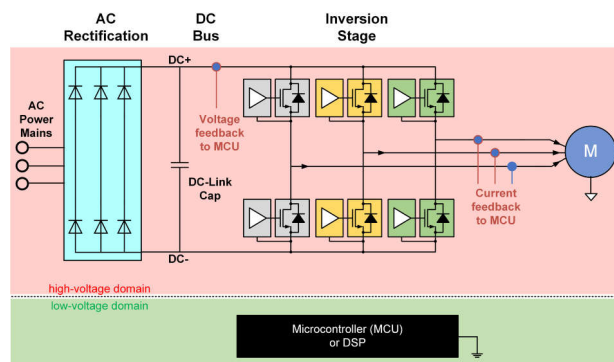 AC
Rectification
DC
Bus
Inversion
Stage
DC+
AC
Power
Mains
Voltage
feedback
to MCU
DC-Link
Cap
M
Current
feedback
to MCU
DC-
high-voltage domain
low-voltage domain
Microcontroller (MCU)
or DSP